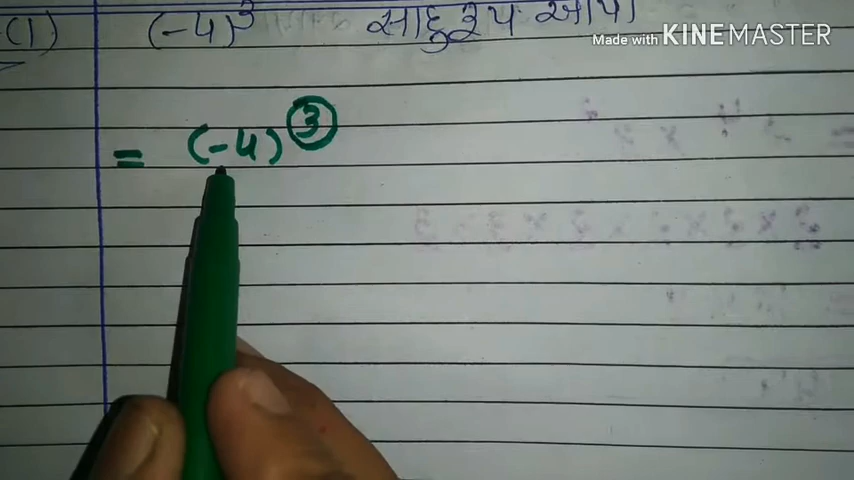 (1) (-4)³ સાદુંરૂપ આપો
Made with KINEMASTER
= (-4)③